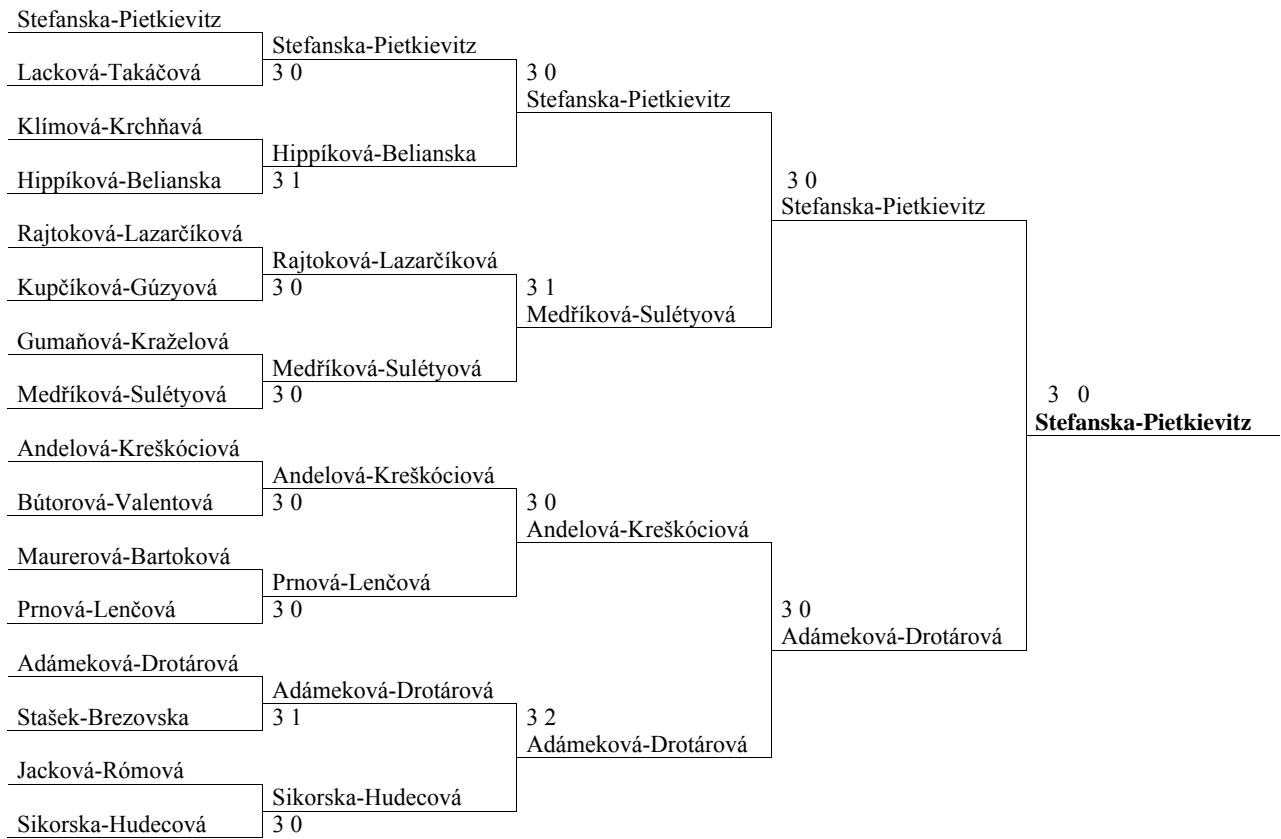 Stefanska-Pietkievitz
Stefanska-Pietkievitz
Lacková-Takáčová
3 0
3 0
Stefanska-Pietkievitz
Klímová-Krchňavá
Hippíková-Belianska
Hippíková-Belianska
3 1
3 0
Stefanska-Pietkievitz
Rajtoková-Lazarčíková
Rajtoková-Lazarčíková
Kupčíková-Gúzyová
3 0
3 1
Medříková-Sulétyová
Gumaňová-Kraželová
Medříková-Sulétyová
Medříková-Sulétyová
3 0
3 0
Stefanska-Pietkievitz
Andelová-Kreškóciová
Andelová-Kreškóciová
Bútorová-Valentová
3 0
3 0
Andelová-Kreškóciová
Maurerová-Bartoková
Prnová-Lenčová
Prnová-Lenčová
3 0
3 0
Adámeková-Drotárová
Adámeková-Drotárová
Adámeková-Drotárová
Stašek-Brezovska
3 1
3 2
Adámeková-Drotárová
Jacková-Rómová
Sikorska-Hudecová
Sikorska-Hudecová
3 0